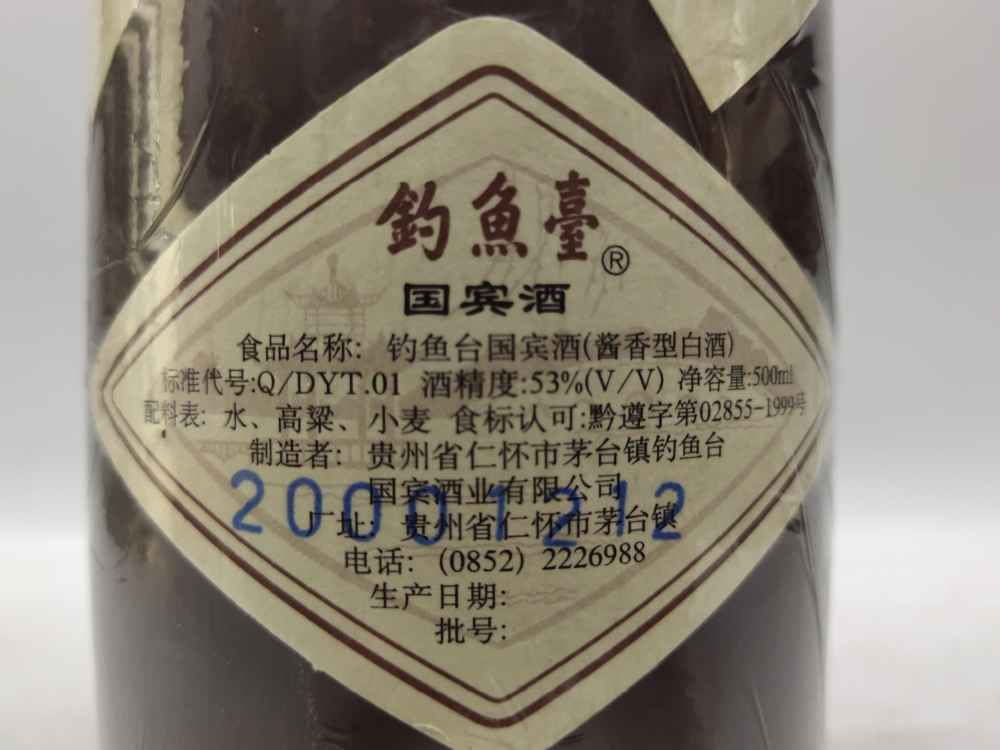 釣魚臺®
国宾酒
食品名称: 钓鱼台国宾酒(酱香型白酒)
标准代号:Q/DYT.01 酒精度:53%(V/V) 净容量:500ml
配料表: 水、高粱、小麦 食标认可:黔遵字第02855-1999号
制造者: 贵州省仁怀市茅台镇钓鱼台
国宾酒业有限公司
20001212
厂址: 贵州省仁怀市茅台镇
电话: (0852) 2226988
生产日期:
批号: